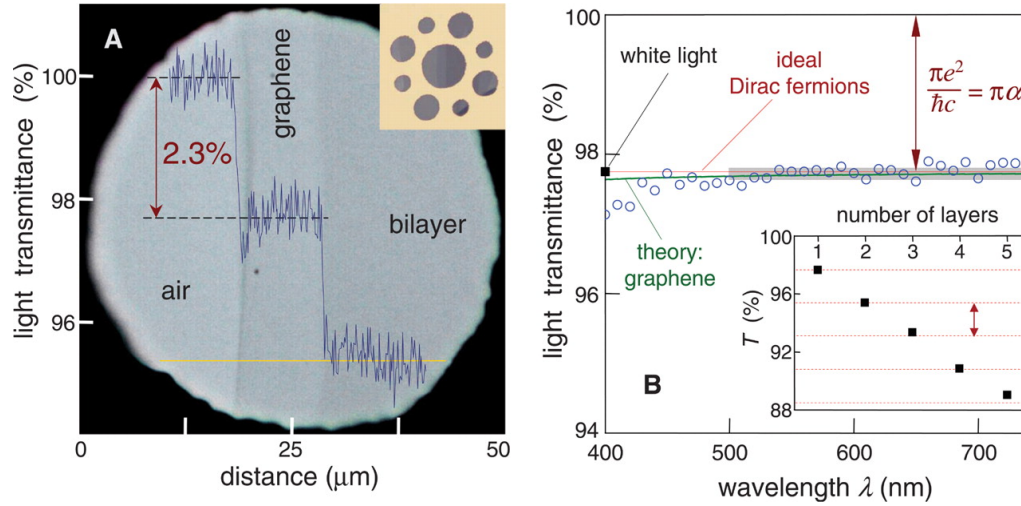 A
light transmittance (%)
100
98
96
2.3%
graphene
bilayer
air
0
25
50
distance (μm)
B
light transmittance (%)
100
98
96
94
white light
ideal
Dirac fermions
πe²/ħc = πα
theory:
graphene
number of layers
1 2 3 4 5
T (%)
100
96
92
88
400 500 600 700
wavelength λ (nm)